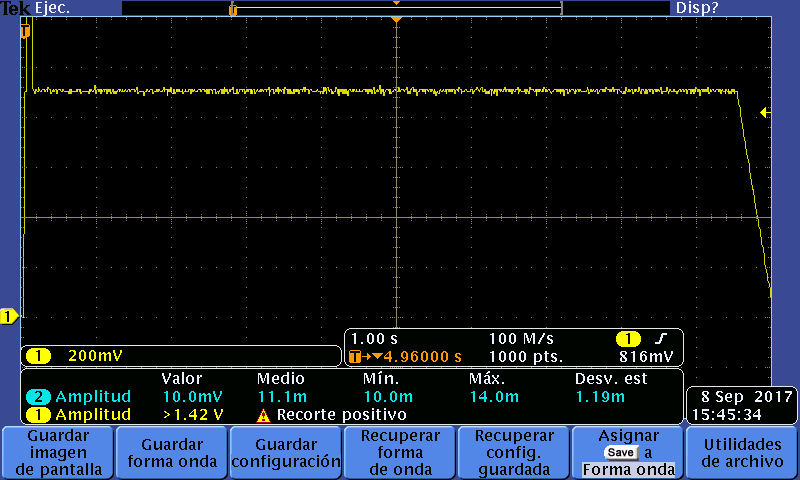 Tek Ejec. Disp?
T
T
1
1.00 s 100 M/s 1
1 200mV T→▼4.96000 s 1000 pts. 816mV
Valor Medio Mín. Máx. Desv. est
2 Amplitud 10.0mV 11.1m 10.0m 14.0m 1.19m
1 Amplitud >1.42 V Recorte positivo
8 Sep 2017
15:45:34
Guardar
imagen
de pantalla
Guardar
forma onda
Guardar
configuración
Recuperar
forma
de onda
Recuperar
config.
guardada
Asignar
Save a
Forma onda
Utilidades
de archivo